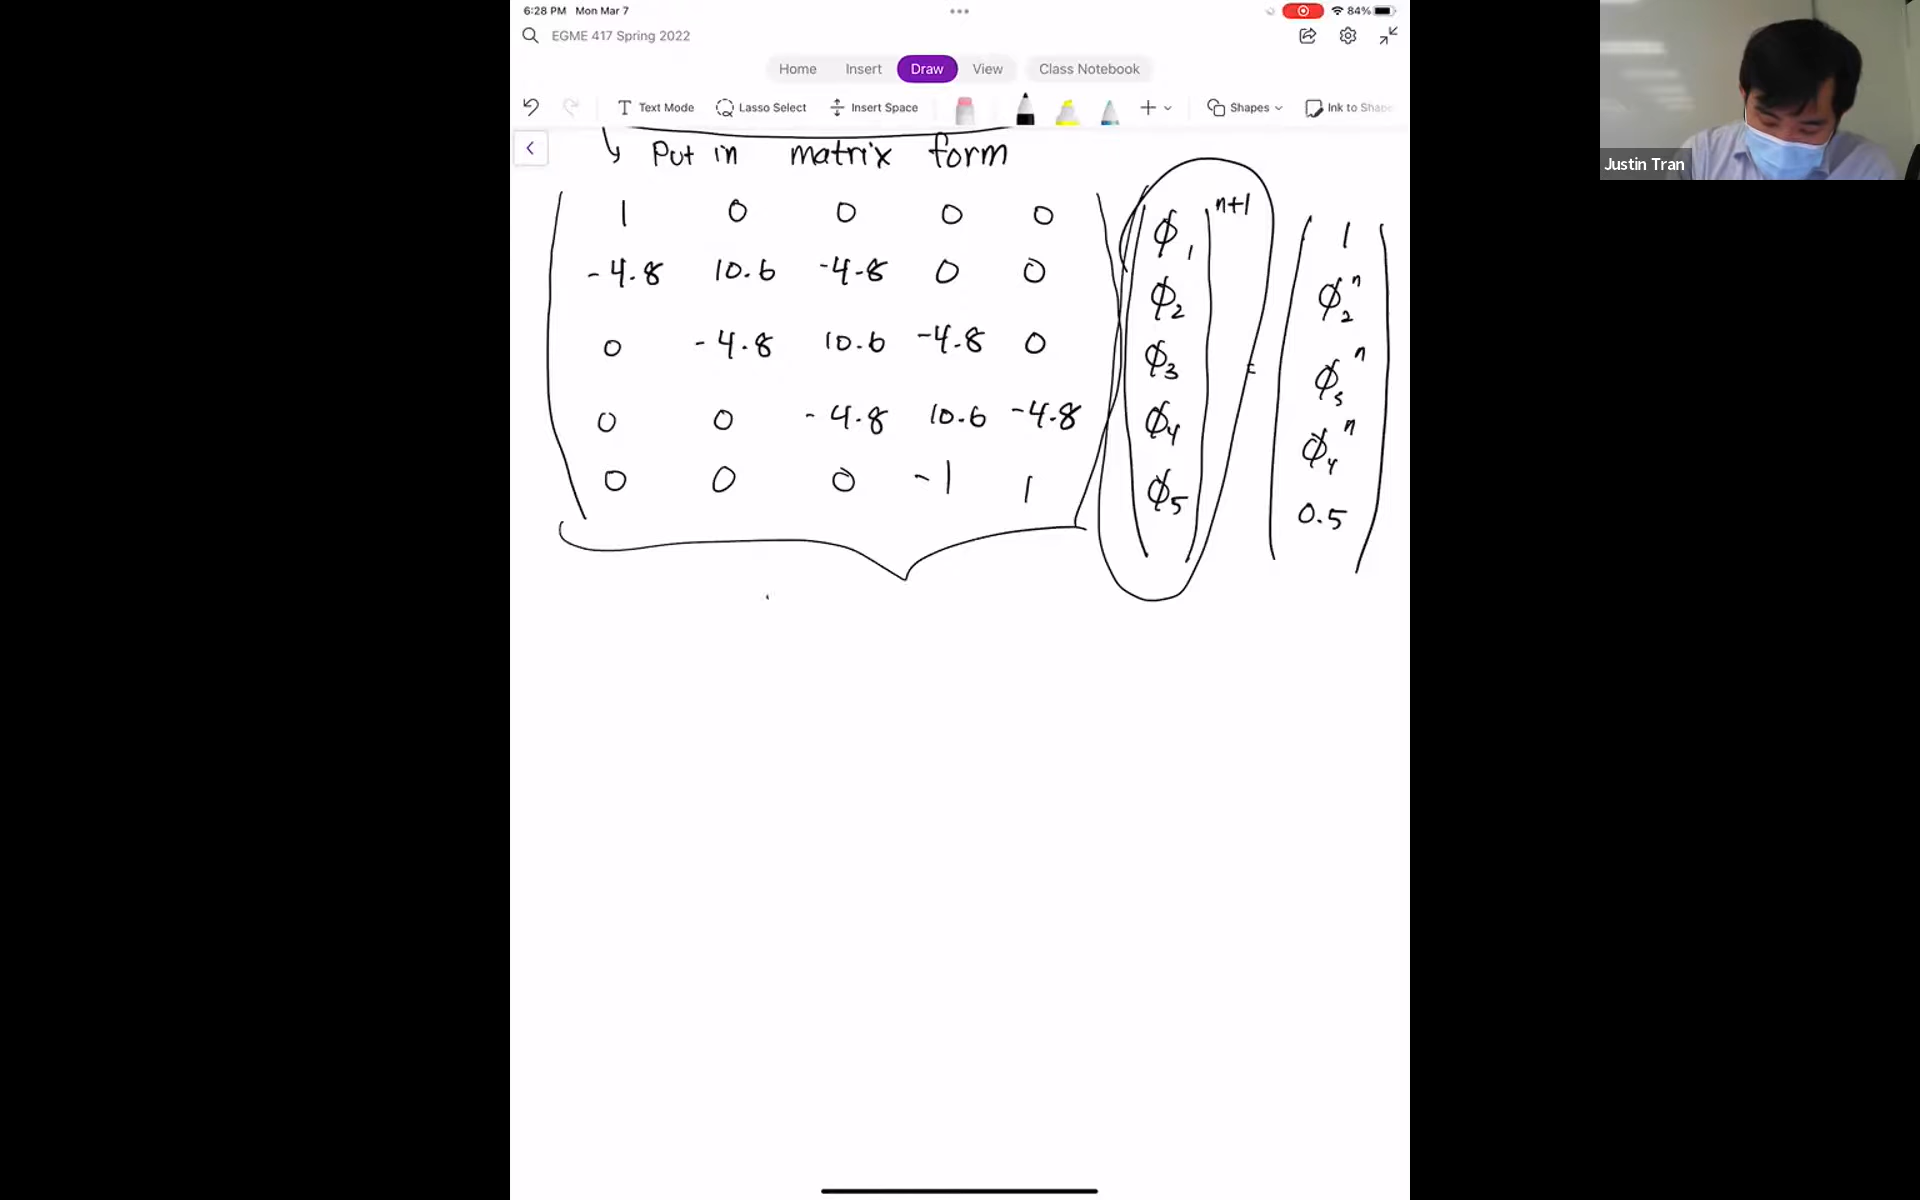 6:28 PM Mon Mar 7
84%
EGME 417 Spring 2022
Home Insert Draw View Class Notebook
Text Mode Lasso Select Insert Space Shapes Ink to Shape
Justin Tran
Put in matrix form
1 0 0 0 0 ϕ1 n+1 1
-4.8 10.6 -4.8 0 0 ϕ2 ϕ2 n
0 -4.8 10.6 -4.8 0 ϕ3 = ϕ3 n
0 0 -4.8 10.6 -4.8 ϕ4 ϕ4 n
0 0 0 -1 1 ϕ5 0.5